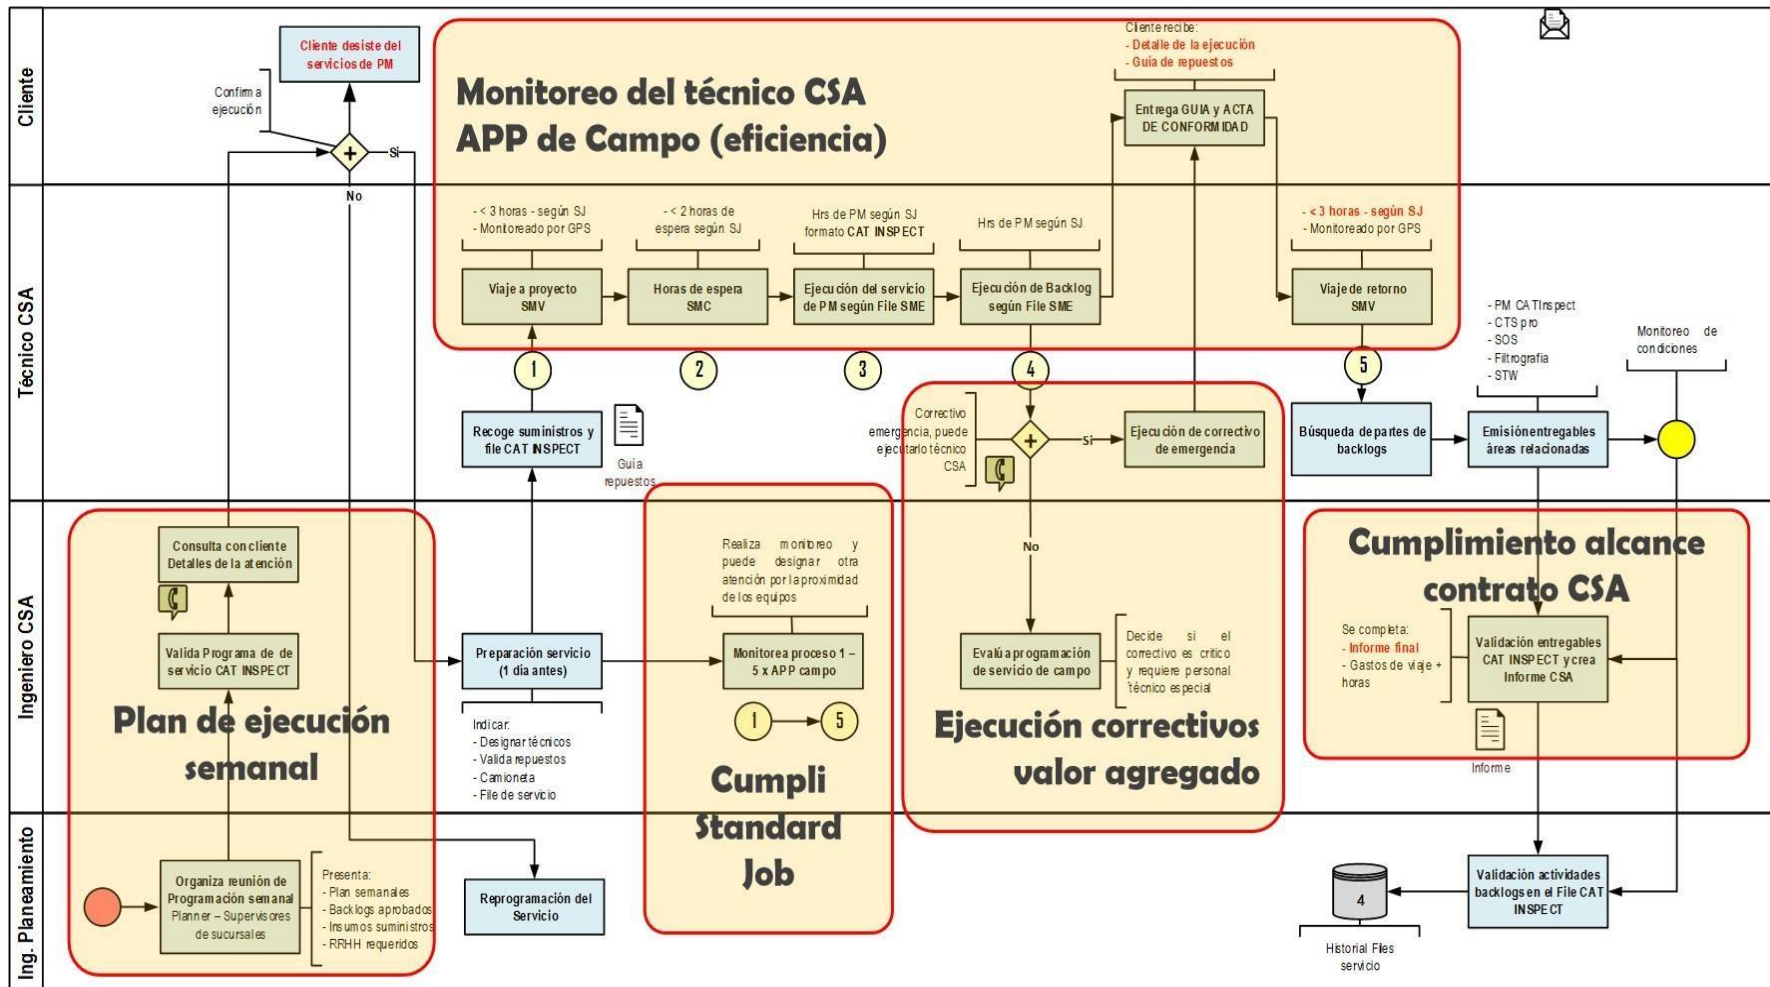 Cliente
Cliente desiste del
servicios de PM
Confirma
ejecución
Si
No
Monitoreo del técnico CSA
APP de Campo (eficiencia)
Cliente recibe:
- Detalle de la ejecución
- Guia de repuestos
Entrega GUIA y ACTA
DE CONFORMIDAD
Técnico CSA
- < 3 horas - según SJ
- Monitoreado por GPS
Viaje a proyecto
SMV
- < 2 horas de
espera según SJ
Horas de espera
SMC
Hrs de PM según SJ
formato CAT INSPECT
Ejecución del servicio
de PM según File SME
Hrs de PM según SJ
Ejecución de Backlog
según File SME
- < 3 horas - según SJ
- Monitoreado por GPS
Viaje de retorno
SMV
1
2
3
4
5
Recoge suministros y
file CAT INSPECT
Guia
repuestos
Correctivo
emergencia, puede
ejecutarlo técnico
CSA
Si
No
Ejecución de correctivo
de emergencia
Búsqueda de partes de
backlogs
- PM CATInspect
- CTS pro
- SOS
- Filtrografia
- STW
Emisión entregables
áreas relacionadas
Monitoreo de
condiciones
Ingeniero CSA
Consulta con cliente
Detalles de la atención
Valida Programa de de
servicio CAT INSPECT
Plan de ejecución
semanal
Preparación servicio
(1 día antes)
Indicar:
- Designar técnicos
- Valida repuestos
- Camioneta
- File de servicio
Realiza monitoreo y
puede designar otra
atención por la proximidad
de los equipos
Monitorea proceso 1 –
5 x APP campo
1
5
Cumpli
Standard
Job
Evalúa programación
de servicio de campo
Decide si el
correctivo es critico
y requiere personal
técnico especial
Ejecución correctivos
valor agregado
Cumplimiento alcance
contrato CSA
Se completa:
- Informe final
- Gastos de viaje +
horas
Validación entregables
CAT INSPECT y crea
Informe CSA
Informe
Ing. Planeamiento
Organiza reunión de
Programación semanal
Planner – Supervisores
de sucursales
Presenta:
- Plan semanales
- Backlogs aprobados
- Insumos suministros
- RRHH requeridos
Reprogramación del
Servicio
4
Historial Files
servicio
Validación actividades
backlogs en el File CAT
INSPECT